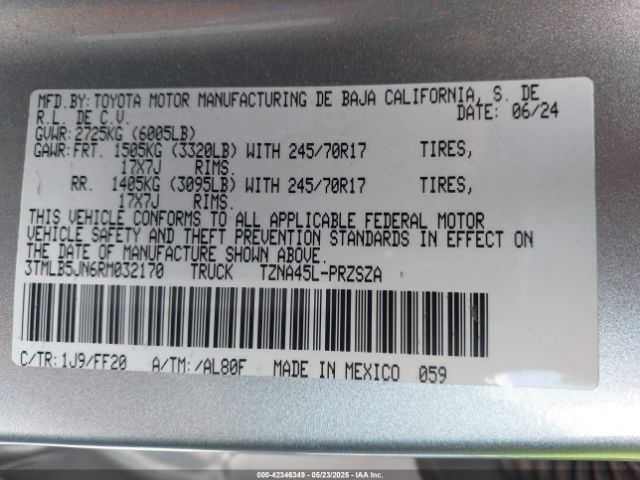 MFD.BY: TOYOTA MOTOR MANUFACTURING DE BAJA CALIFORNIA, S. DE
R.L. DE C.V. DATE: 06/24
GVWR: 2725KG (6005LB)
GAWR: FRT. 1505KG (3320LB) WITH 245/70R17 TIRES,
17X7J RIMS.
RR. 1405KG (3095LB) WITH 245/70R17 TIRES,
17X7J RIMS.
THIS VEHICLE CONFORMS TO ALL APPLICABLE FEDERAL MOTOR
VEHICLE SAFETY AND THEFT PREVENTION STANDARDS IN EFFECT ON
THE DATE OF MANUFACTURE SHOWN ABOVE.
3TMLB5JN6RM032170 TRUCK TZNA45L-PRZSZA
C/TR: 1J9/FF20 A/TM: /AL80F MADE IN MEXICO 059
000-42346349 - 05/23/2025 - IAAI.COM